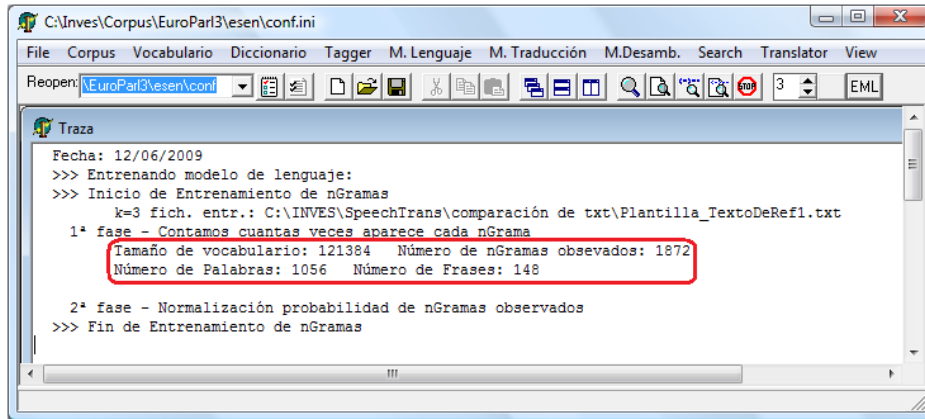 C:\Inves\Corpus\EuroParl3\esen\conf.ini
File Corpus Vocabulario Diccionario Tagger M. Lenguaje M. Traducción M.Desamb. Search Translator View
Reopen: \EuroParl3\esen\conf STOP 3 EML
Traza
Fecha: 12/06/2009
>>> Entrenando modelo de lenguaje:
>>> Inicio de Entrenamiento de nGramas
k=3 fich. entr.: C:\INVES\SpeechTrans\comparación de txt\Plantilla_TextoDeRef1.txt
1ª fase - Contamos cuantas veces aparece cada nGrama
Tamaño de vocabulario: 121384 Número de nGramas obsevados: 1872
Número de Palabras: 1056 Número de Frases: 148
2ª fase - Normalización probabilidad de nGramas observados
>>> Fin de Entrenamiento de nGramas